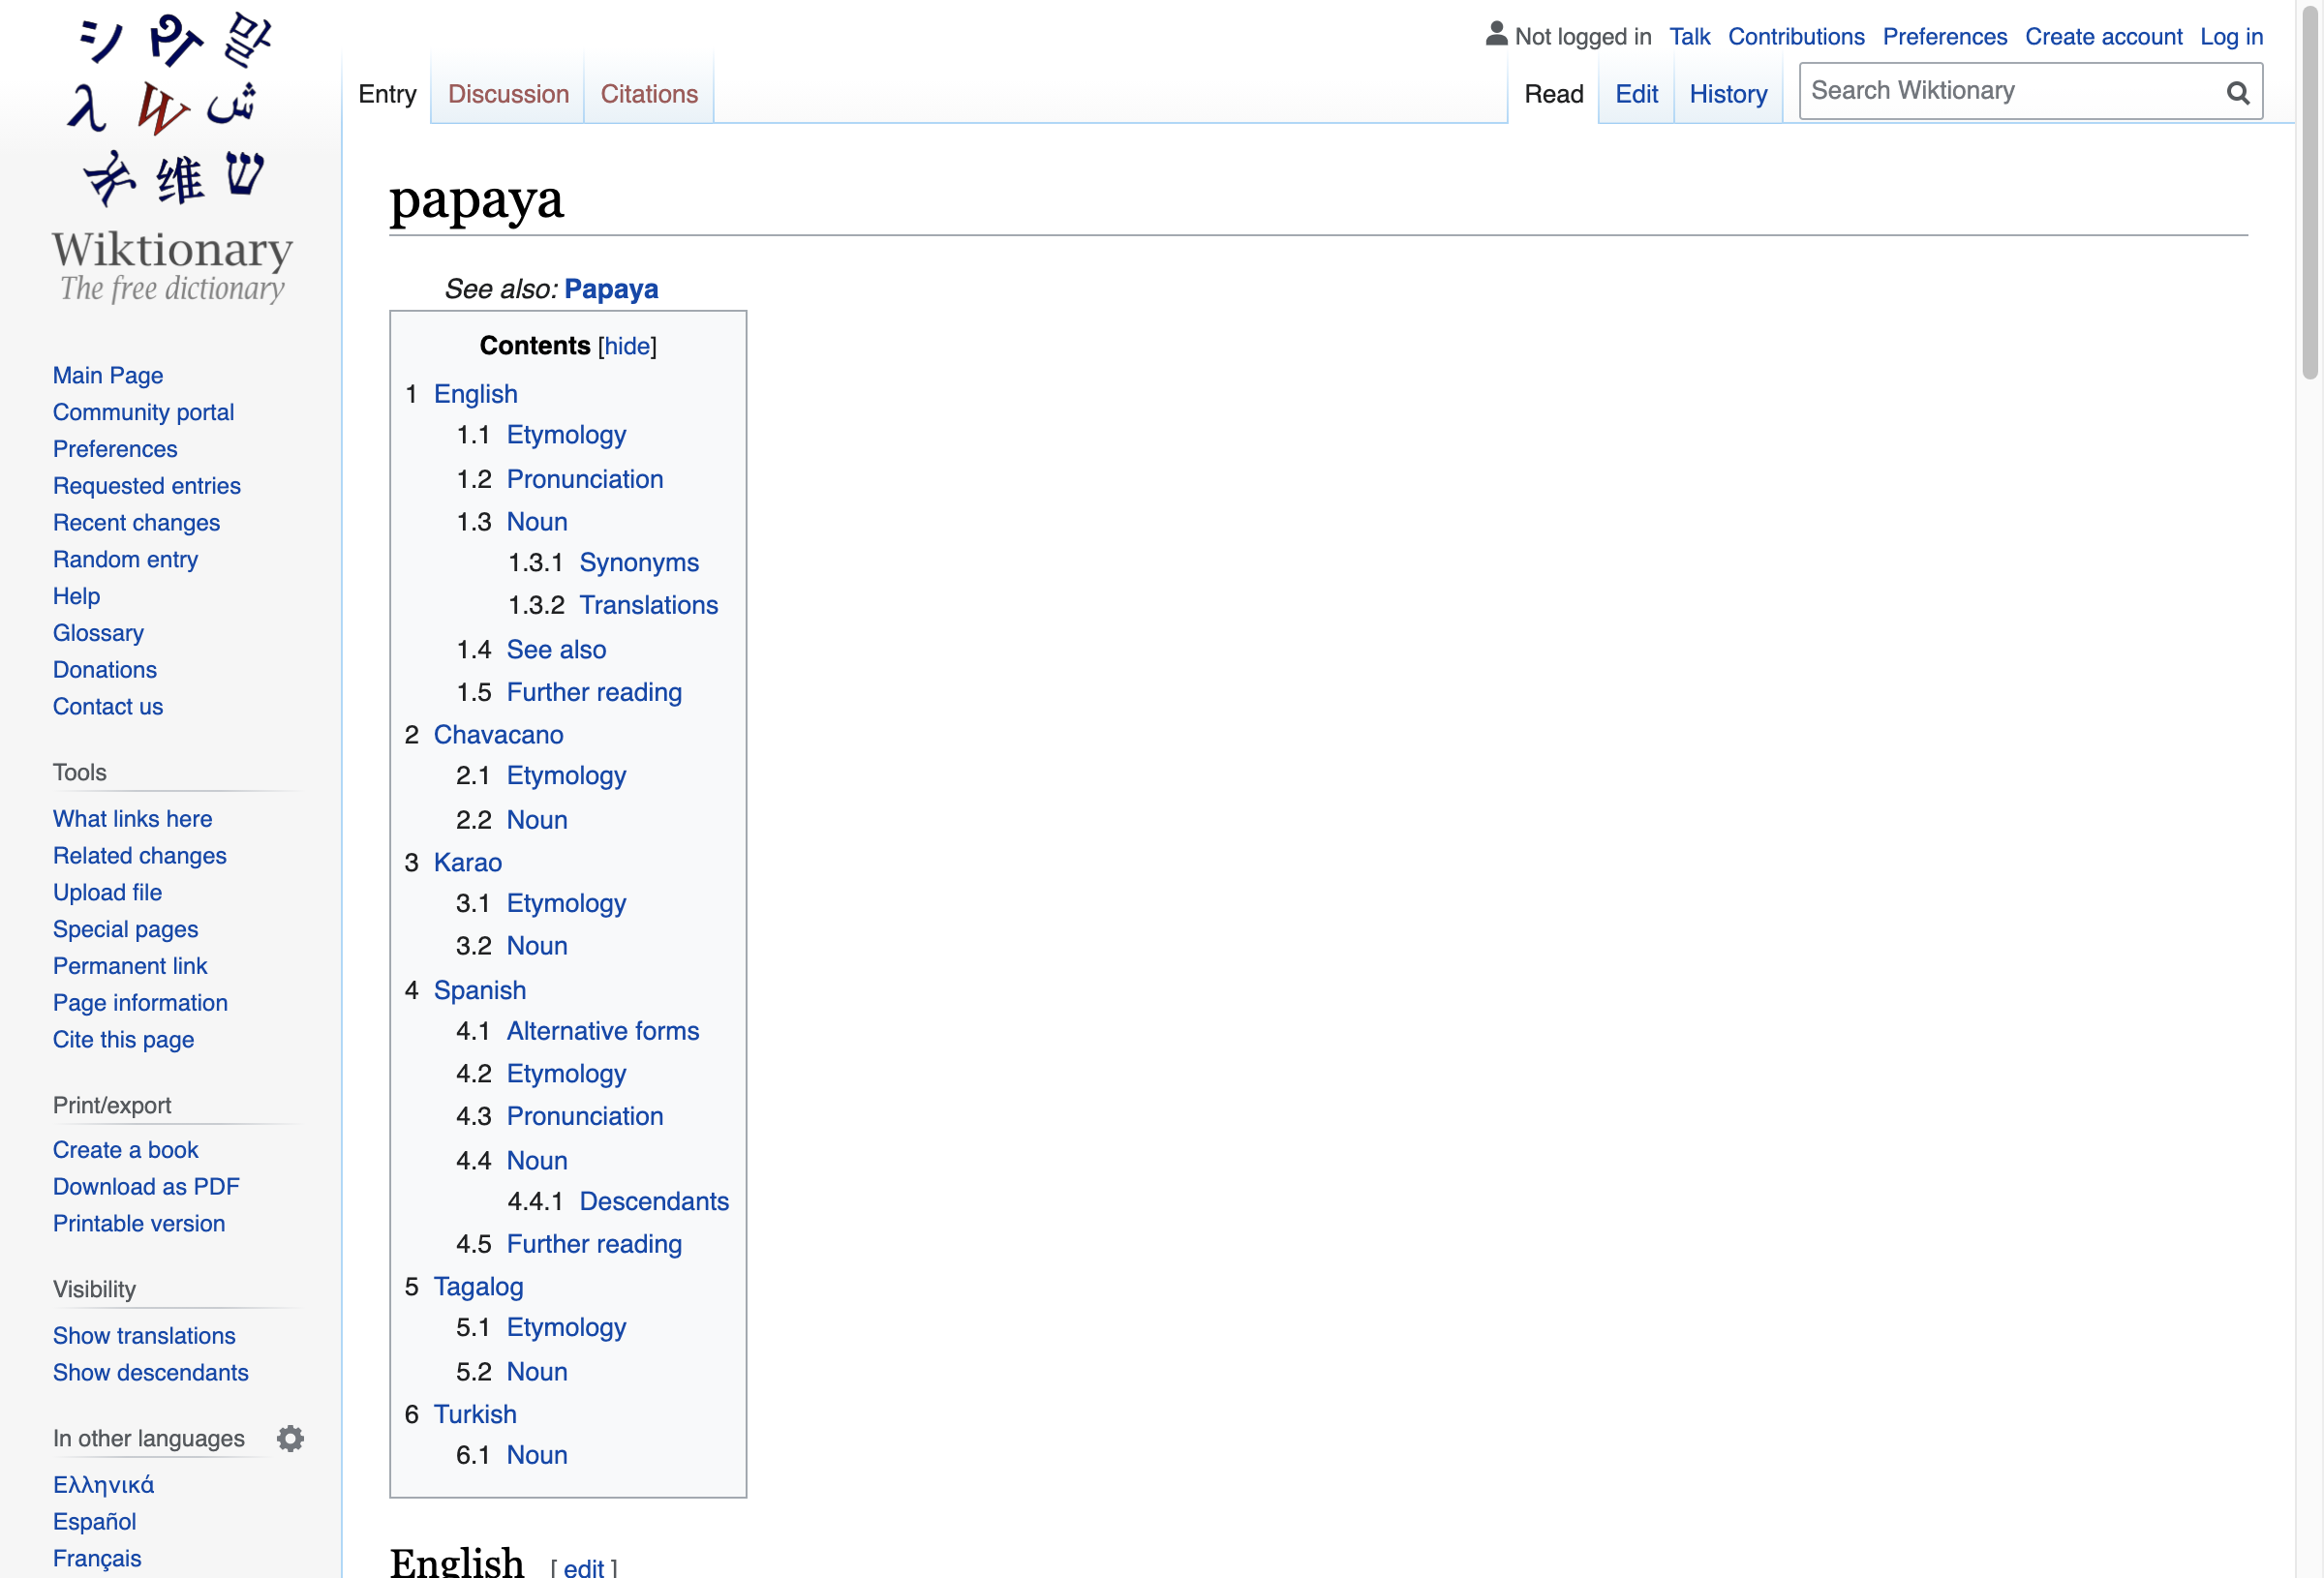 シ やT 말
λ W ش
维 ש
Wiktionary
The free dictionary
Main Page
Community portal
Preferences
Requested entries
Recent changes
Random entry
Help
Glossary
Donations
Contact us
Tools
What links here
Related changes
Upload file
Special pages
Permanent link
Page information
Cite this page
Print/export
Create a book
Download as PDF
Printable version
Visibility
Show translations
Show descendants
In other languages
Ελληνικά
Español
Français
Not logged in Talk Contributions Preferences Create account Log in
Entry Discussion Citations Read Edit History Search Wiktionary
papaya
See also: Papaya
Contents [hide]
1 English
1.1 Etymology
1.2 Pronunciation
1.3 Noun
1.3.1 Synonyms
1.3.2 Translations
1.4 See also
1.5 Further reading
2 Chavacano
2.1 Etymology
2.2 Noun
3 Karao
3.1 Etymology
3.2 Noun
4 Spanish
4.1 Alternative forms
4.2 Etymology
4.3 Pronunciation
4.4 Noun
4.4.1 Descendants
4.5 Further reading
5 Tagalog
5.1 Etymology
5.2 Noun
6 Turkish
6.1 Noun
English [ edit ]